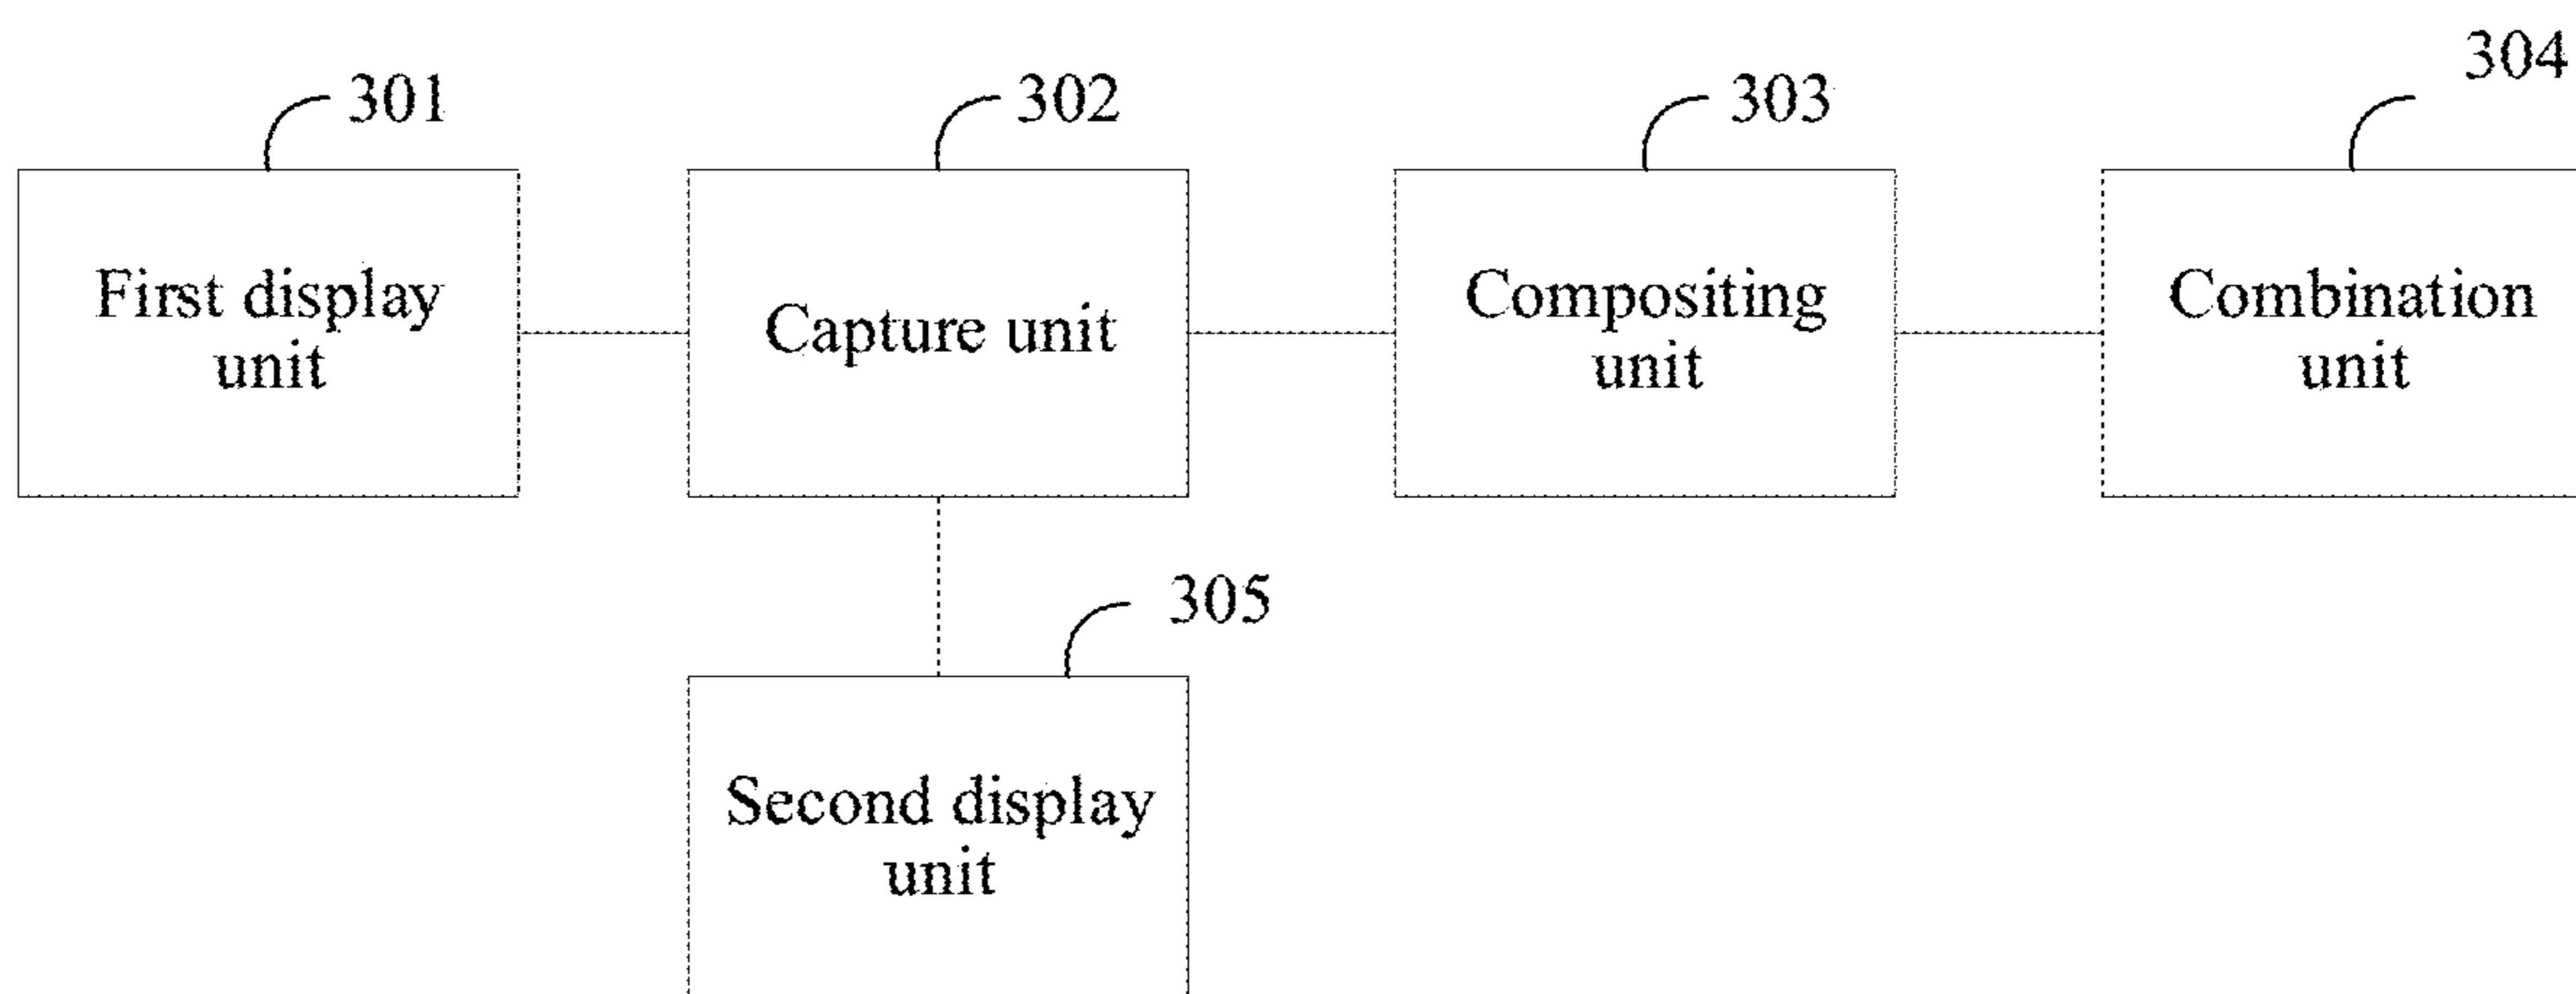 301
302
303
304
First display
unit
Capture unit
Compositing
unit
Combination
unit
305
Second display
unit